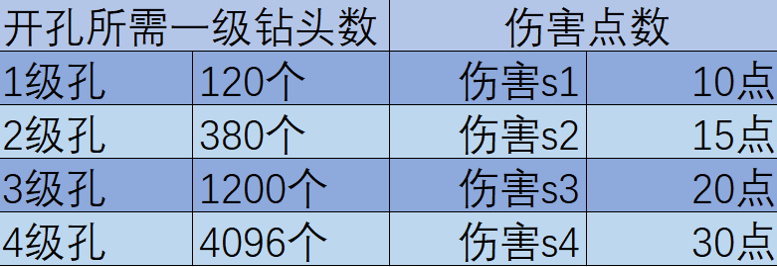 开孔所需一级钻头数 伤害点数
1级孔 120个 伤害s1 10点
2级孔 380个 伤害s2 15点
3级孔 1200个 伤害s3 20点
4级孔 4096个 伤害s4 30点